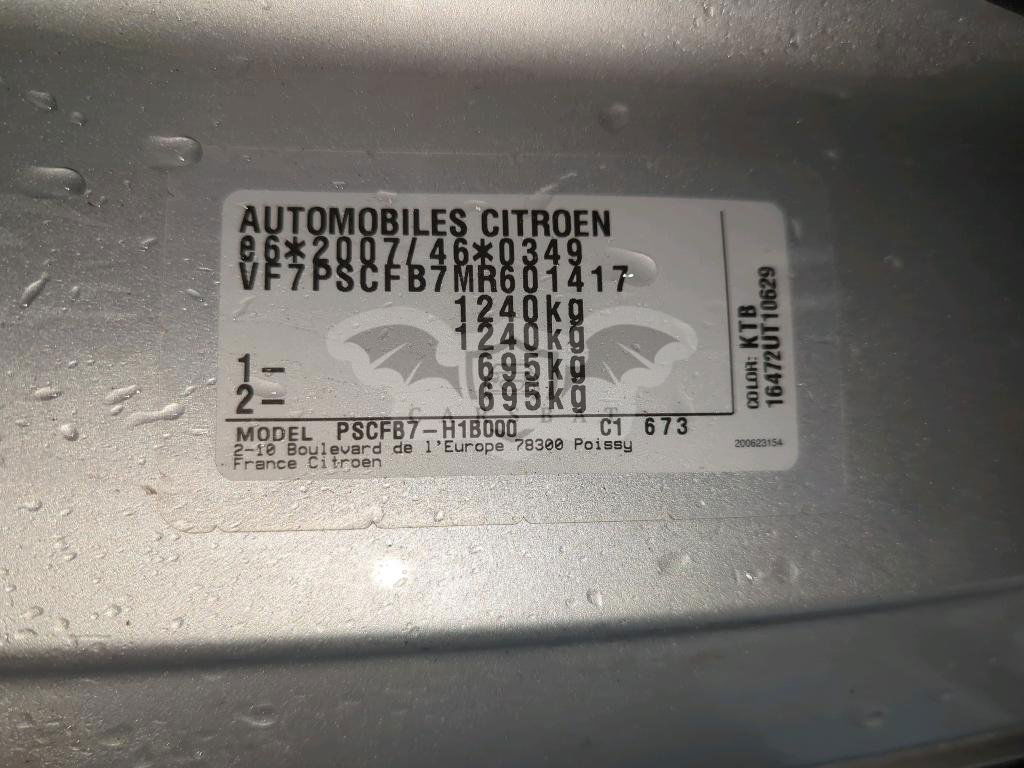 AUTOMOBILES CITROEN
e6*2007/46*0349
VF7PSCFB7MR601417
1240kg
1240kg
1- 695kg
2- 695kg
MODEL PSCFB7-H1B000 C1 673
2-10 Boulevard de l'Europe 78300 Poissy
France Citroen
COLOR: KTB
16472UT10629
200623154
CARSBAT